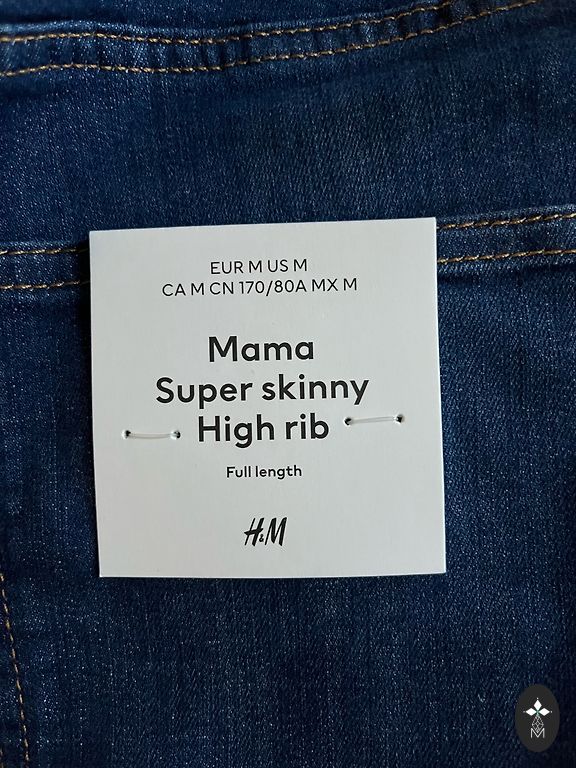 EUR M US M
CA M CN 170/80A MX M
Mama
Super skinny
High rib
Full length
H&M
M